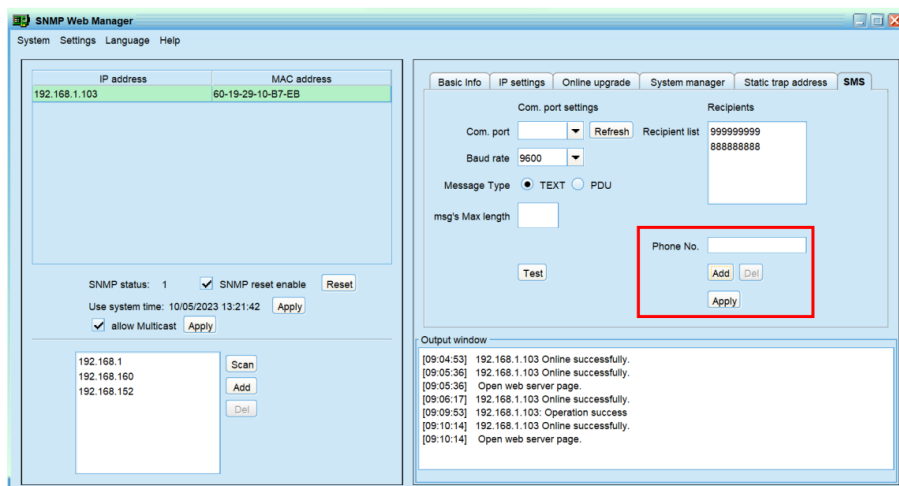 SNMP Web Manager
System Settings Language Help
IP address MAC address
192.168.1.103 60-19-29-10-B7-EB
SNMP status: 1 SNMP reset enable Reset
Use system time: 10/05/2023 13:21:42 Apply
allow Multicast Apply
192.168.1
192.168.160
192.168.152
Scan
Add
Del
Basic Info IP settings Online upgrade System manager Static trap address SMS
Com. port settings
Com. port Refresh
Baud rate 9600
Message Type TEXT PDU
msg's Max length
Test
Recipients
Recipient list 999999999
888888888
Phone No.
Add Del
Apply
Output window
[09:04:53] 192.168.1.103 Online successfully.
[09:05:36] 192.168.1.103 Online successfully.
[09:05:36] Open web server page.
[09:06:17] 192.168.1.103 Online successfully.
[09:09:53] 192.168.1.103: Operation success
[09:10:14] 192.168.1.103 Online successfully.
[09:10:14] Open web server page.